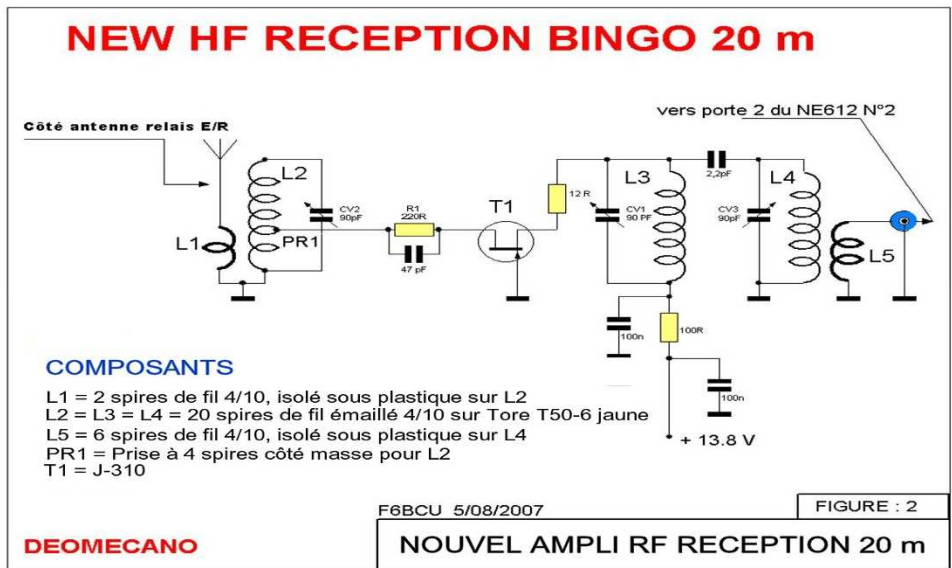 NEW HF RECEPTION BINGO 20 m
Côté antenne relais E/R
vers porte 2 du NE612 N°2
L2
CV2
90pF
PR1
L1
R1
220R
47 pF
T1
12 R
CV1
90 PF
L3
2,2pF
CV3
90pF
L4
L5
100n
100R
100n
+ 13.8 V
COMPOSANTS
L1 = 2 spires de fil 4/10, isolé sous plastique sur L2
L2 = L3 = L4 = 20 spires de fil émaillé 4/10 sur Tore T50-6 jaune
L5 = 6 spires de fil 4/10, isolé sous plastique sur L4
PR1 = Prise à 4 spires côté masse pour L2
T1 = J-310
F6BCU 5/08/2007
FIGURE : 2
DEOMECANO
NOUVEL AMPLI RF RECEPTION 20 m